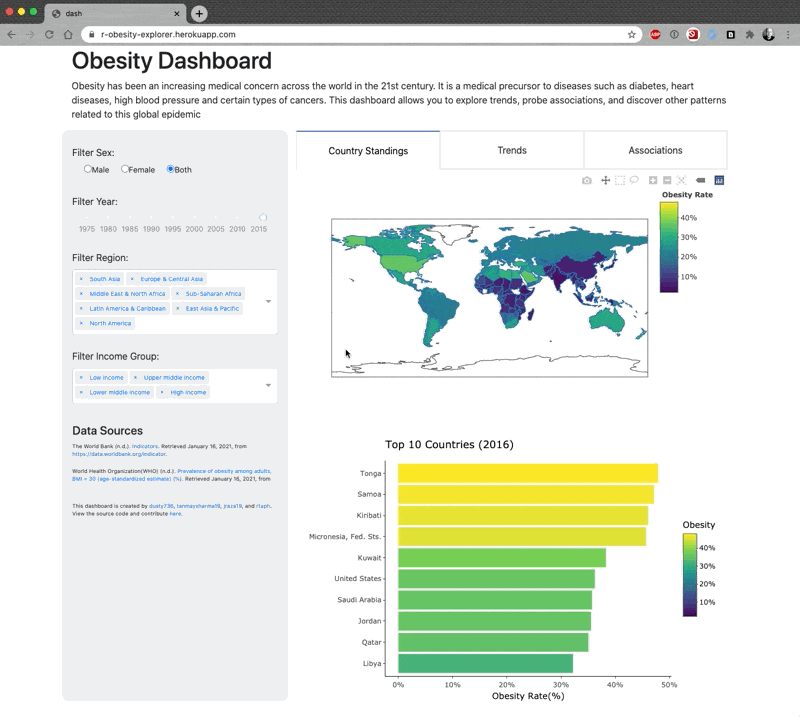 dash
r-obesity-explorer.herokuapp.com
Obesity Dashboard
Obesity has been an increasing medical concern across the world in the 21st century. It is a medical precursor to diseases such as diabetes, heart
diseases, high blood pressure and certain types of cancers. This dashboard allows you to explore trends, probe associations, and discover other patterns
related to this global epidemic
Filter Sex:
Male Female Both
Filter Year:
1975 1980 1985 1990 1995 2000 2005 2010 2015
Filter Region:
× South Asia × Europe & Central Asia
× Middle East & North Africa × Sub-Saharan Africa
× Latin America & Caribbean × East Asia & Pacific
× North America
Filter Income Group:
× Low income × Upper middle income
× Lower middle income × High income
Data Sources
The World Bank (n.d.). Indicators. Retrieved January 16, 2021, from
https://data.worldbank.org/indicator.
World Health Organization(WHO) (n.d.). Prevalence of obesity among adults,
BMI = 30 (age-standardized estimate) (%). Retrieved January 16, 2021, from
This dashboard is created by dusty736, tanmaysharma19, jraza19, and rtaph.
View the source code and contribute here.
Country Standings
Trends
Associations
Obesity Rate
40%
30%
20%
10%
Top 10 Countries (2016)
Tonga
Samoa
Kiribati
Micronesia, Fed. Sts.
Kuwait
United States
Saudi Arabia
Jordan
Qatar
Libya
0% 10% 20% 30% 40% 50%
Obesity Rate(%)
Obesity
40%
30%
20%
10%